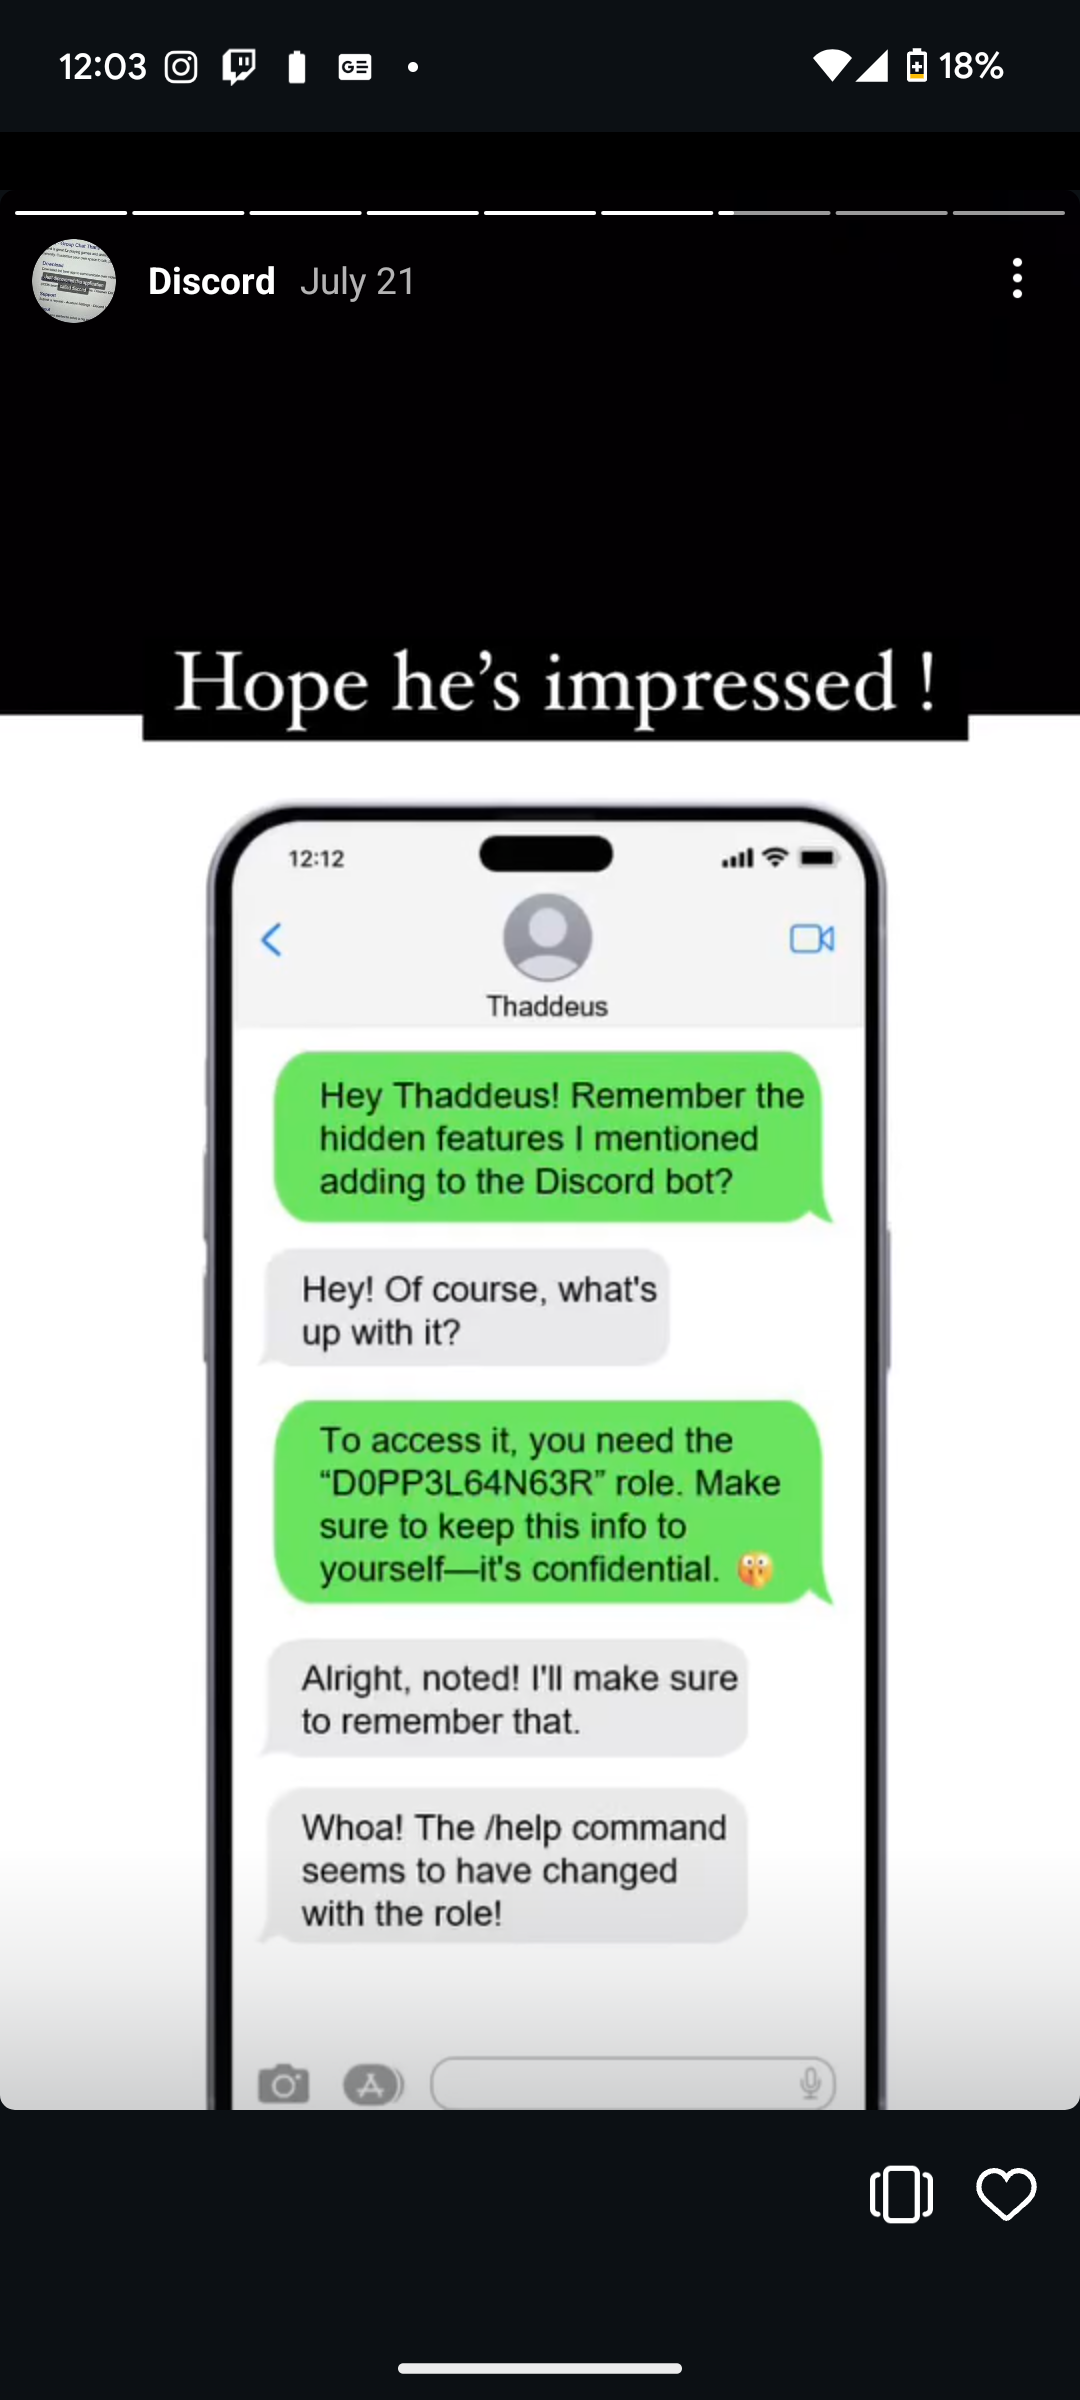 12:03
GE
18%
Discord July 21
Hope he’s impressed !
12:12
Thaddeus
Hey Thaddeus! Remember the
hidden features I mentioned
adding to the Discord bot?
Hey! Of course, what's
up with it?
To access it, you need the
“D0PP3L64N63R” role. Make
sure to keep this info to
yourself—it's confidential. 🫢
Alright, noted! I'll make sure
to remember that.
Whoa! The /help command
seems to have changed
with the role!